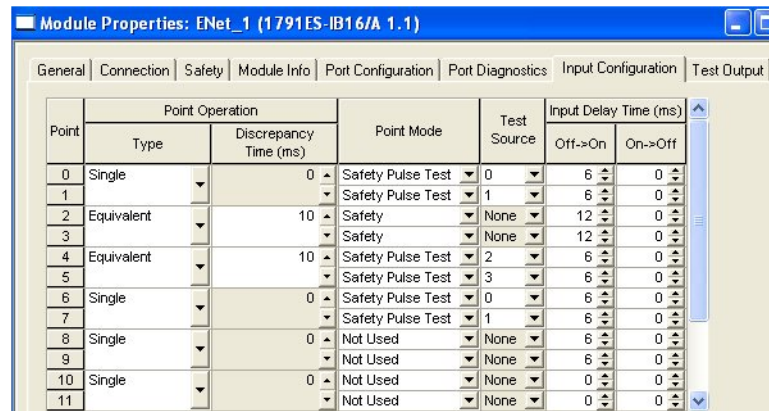 Module Properties: ENet_1 (1791ES-IB16/A 1.1)
General Connection Safety Module Info Port Configuration Port Diagnostics Input Configuration Test Output
Point Point Operation Point Mode Test Source Input Delay Time (ms)
Type Discrepancy Time (ms) Off->On On->Off
0 Single 0 Safety Pulse Test 0 6 0
1 Safety Pulse Test 1 6 0
2 Equivalent 10 Safety None 12 0
3 Safety None 12 0
4 Equivalent 10 Safety Pulse Test 2 6 0
5 Safety Pulse Test 3 6 0
6 Single 0 Safety Pulse Test 0 6 0
7 Safety Pulse Test 1 6 0
8 Single 0 Not Used None 6 0
9 Not Used None 6 0
10 Single 0 Not Used None 0 0
11 Not Used None 0 0